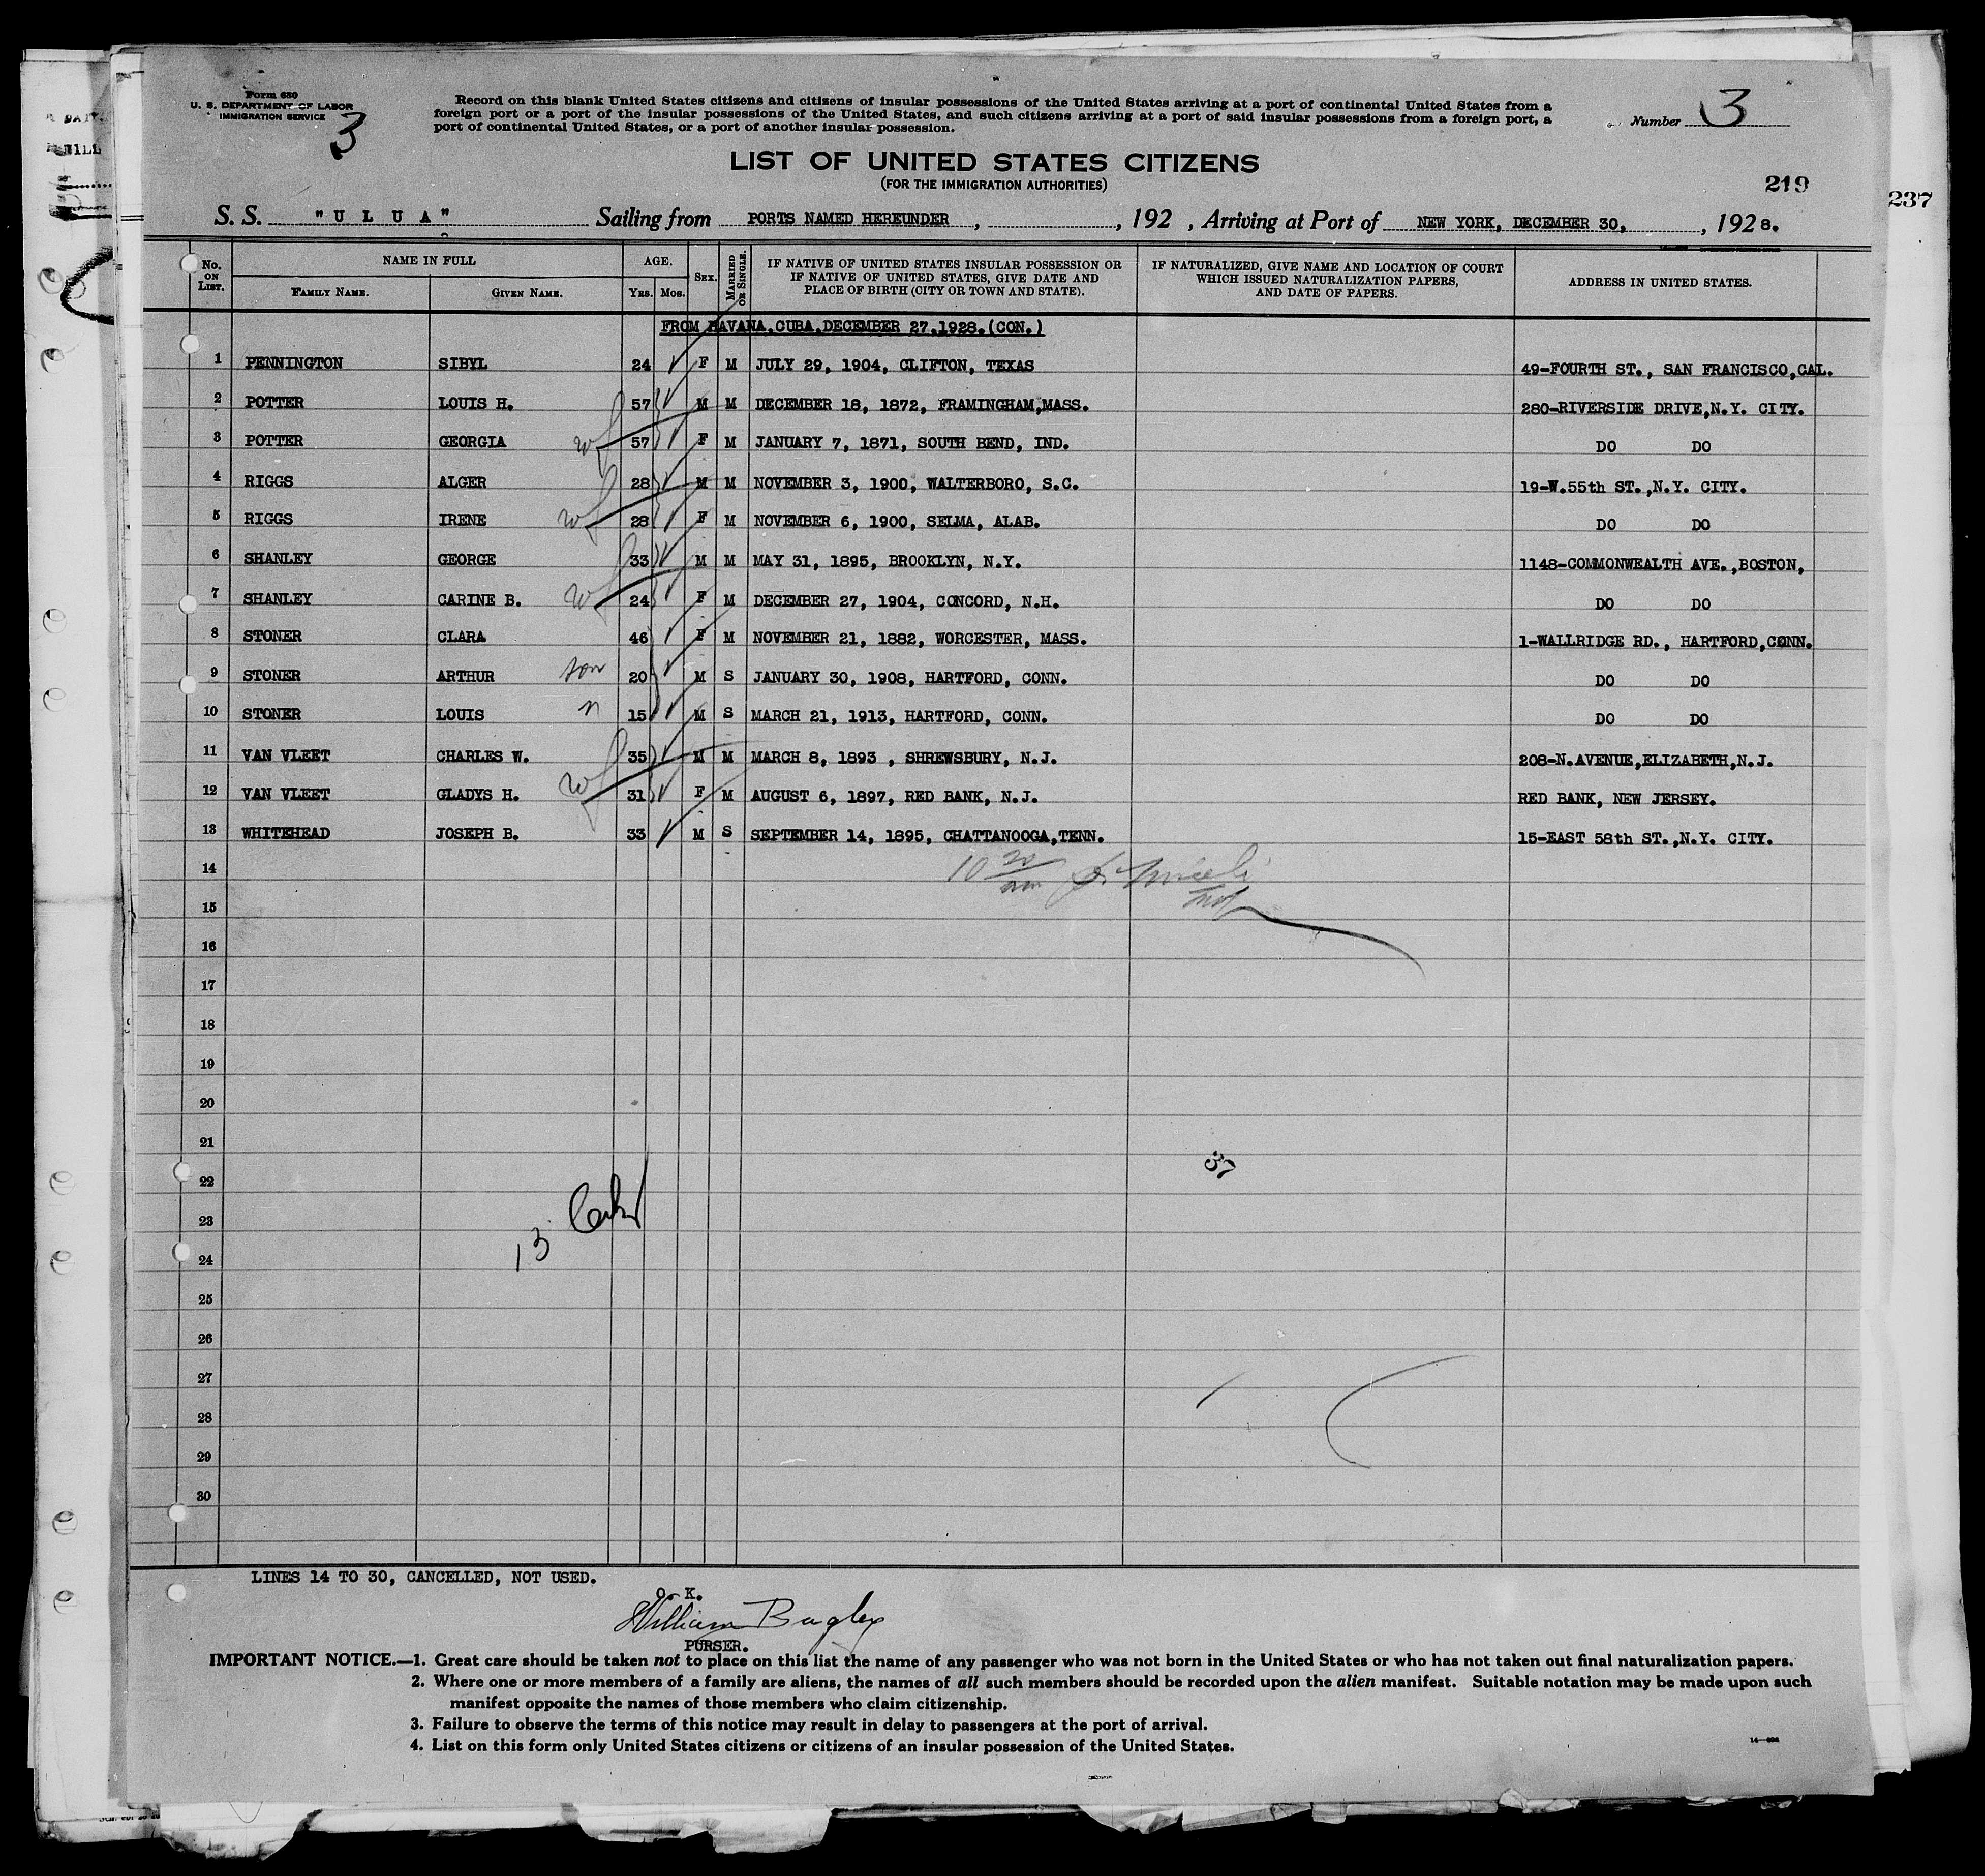 Form 630
U. S. DEPARTMENT OF LABOR
IMMIGRATION SERVICE
3
Record on this blank United States citizens and citizens of insular possessions of the United States arriving at a port of continental United States from a
foreign port or a port of the insular possessions of the United States, and such citizens arriving at a port of said insular possessions from a foreign port, a
port of continental United States, or a port of another insular possession.
Number 3
LIST OF UNITED STATES CITIZENS
(FOR THE IMMIGRATION AUTHORITIES)
219
237
S. S. "U L U A" Sailing from PORTS NAMED HEREUNDER , , 192 , Arriving at Port of NEW YORK, DECEMBER 30, , 1928.
No. ON LIST. NAME IN FULL AGE. SEX. MARRIED OR SINGLE. IF NATIVE OF UNITED STATES INSULAR POSSESSION OR IF NATIVE OF UNITED STATES, GIVE DATE AND PLACE OF BIRTH (CITY OR TOWN AND STATE). IF NATURALIZED, GIVE NAME AND LOCATION OF COURT WHICH ISSUED NATURALIZATION PAPERS, AND DATE OF PAPERS. ADDRESS IN UNITED STATES.
FAMILY NAME. GIVEN NAME. YRS. MOS.
FROM HAVANA,CUBA,DECEMBER 27,1928.(CON.)
1 PENNINGTON SIBYL 24 F M JULY 29, 1904, CLIFTON, TEXAS 49-FOURTH ST., SAN FRANCISCO,CAL.
2 POTTER LOUIS H. 57 M M DECEMBER 18, 1872, FRAMINGHAM,MASS. 280-RIVERSIDE DRIVE,N.Y. CITY.
3 POTTER GEORGIA wf 57 F M JANUARY 7, 1871, SOUTH BEND, IND. DO DO
4 RIGGS ALGER 28 M M NOVEMBER 3, 1900, WALTERBORO, S.C. 19-W.55th ST.,N.Y. CITY.
5 RIGGS IRENE wf 28 F M NOVEMBER 6, 1900, SELMA, ALAB. DO DO
6 SHANLEY GEORGE 33 M M MAY 31, 1895, BROOKLYN, N.Y. 1148-COMMONWEALTH AVE.,BOSTON,
7 SHANLEY CARINE B. wf 24 F M DECEMBER 27, 1904, CONCORD, N.H. DO DO
8 STONER CLARA 46 F M NOVEMBER 21, 1882, WORCESTER, MASS. 1-WALLRIDGE RD., HARTFORD,CONN.
9 STONER ARTHUR son 20 M S JANUARY 30, 1908, HARTFORD, CONN. DO DO
10 STONER LOUIS n 15 M S MARCH 21, 1913, HARTFORD, CONN. DO DO
11 VAN VLEET CHARLES W. 35 M M MARCH 8, 1893 , SHREWSBURY, N.J. 208-N.AVENUE,ELIZABETH,N.J.
12 VAN VLEET GLADYS H. wf 31 F M AUGUST 6, 1897, RED BANK, N.J. RED BANK, NEW JERSEY.
13 WHITEHEAD JOSEPH B. 33 M S SEPTEMBER 14, 1895, CHATTANOOGA,TENN. 15-EAST 58th ST.,N.Y. CITY.
14
15
16
17
18
19
20
21
37
22
23
13
24
25
26
27
28
29
30
LINES 14 TO 30, CANCELLED, NOT USED.
O. K.
William Bagley
PURSER.
IMPORTANT NOTICE.—1. Great care should be taken not to place on this list the name of any passenger who was not born in the United States or who has not taken out final naturalization papers.
2. Where one or more members of a family are aliens, the names of all such members should be recorded upon the alien manifest. Suitable notation may be made upon such
manifest opposite the names of those members who claim citizenship.
3. Failure to observe the terms of this notice may result in delay to passengers at the port of arrival.
4. List on this form only United States citizens or citizens of an insular possession of the United States.